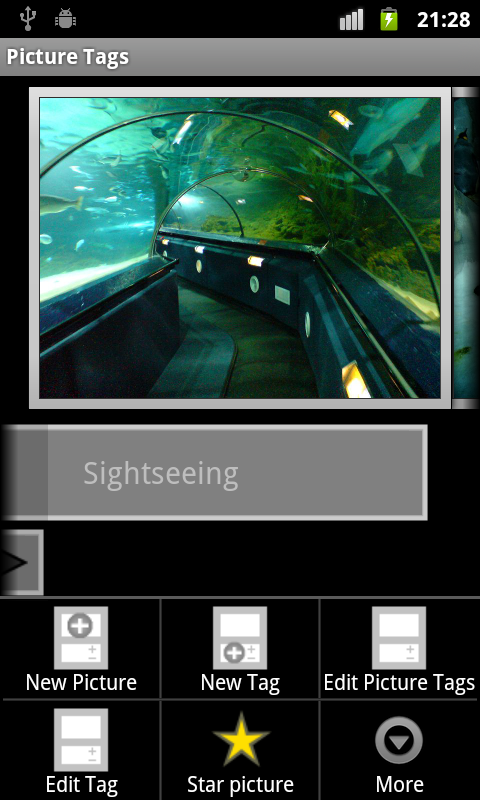 21:28
Picture Tags
Sightseeing
New Picture
New Tag
Edit Picture Tags
Edit Tag
Star picture
More